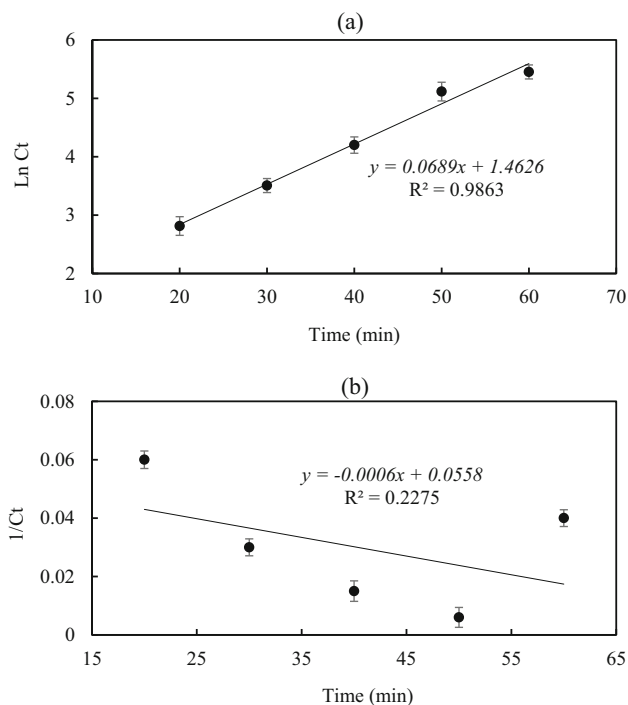 (a)
6
5
4
3
2
Ln Ct
y = 0.0689x + 1.4626
R² = 0.9863
10 20 30 40 50 60 70
Time (min)
(b)
0.08
0.06
0.04
0.02
0
1/Ct
y = -0.0006x + 0.0558
R² = 0.2275
15 25 35 45 55 65
Time (min)